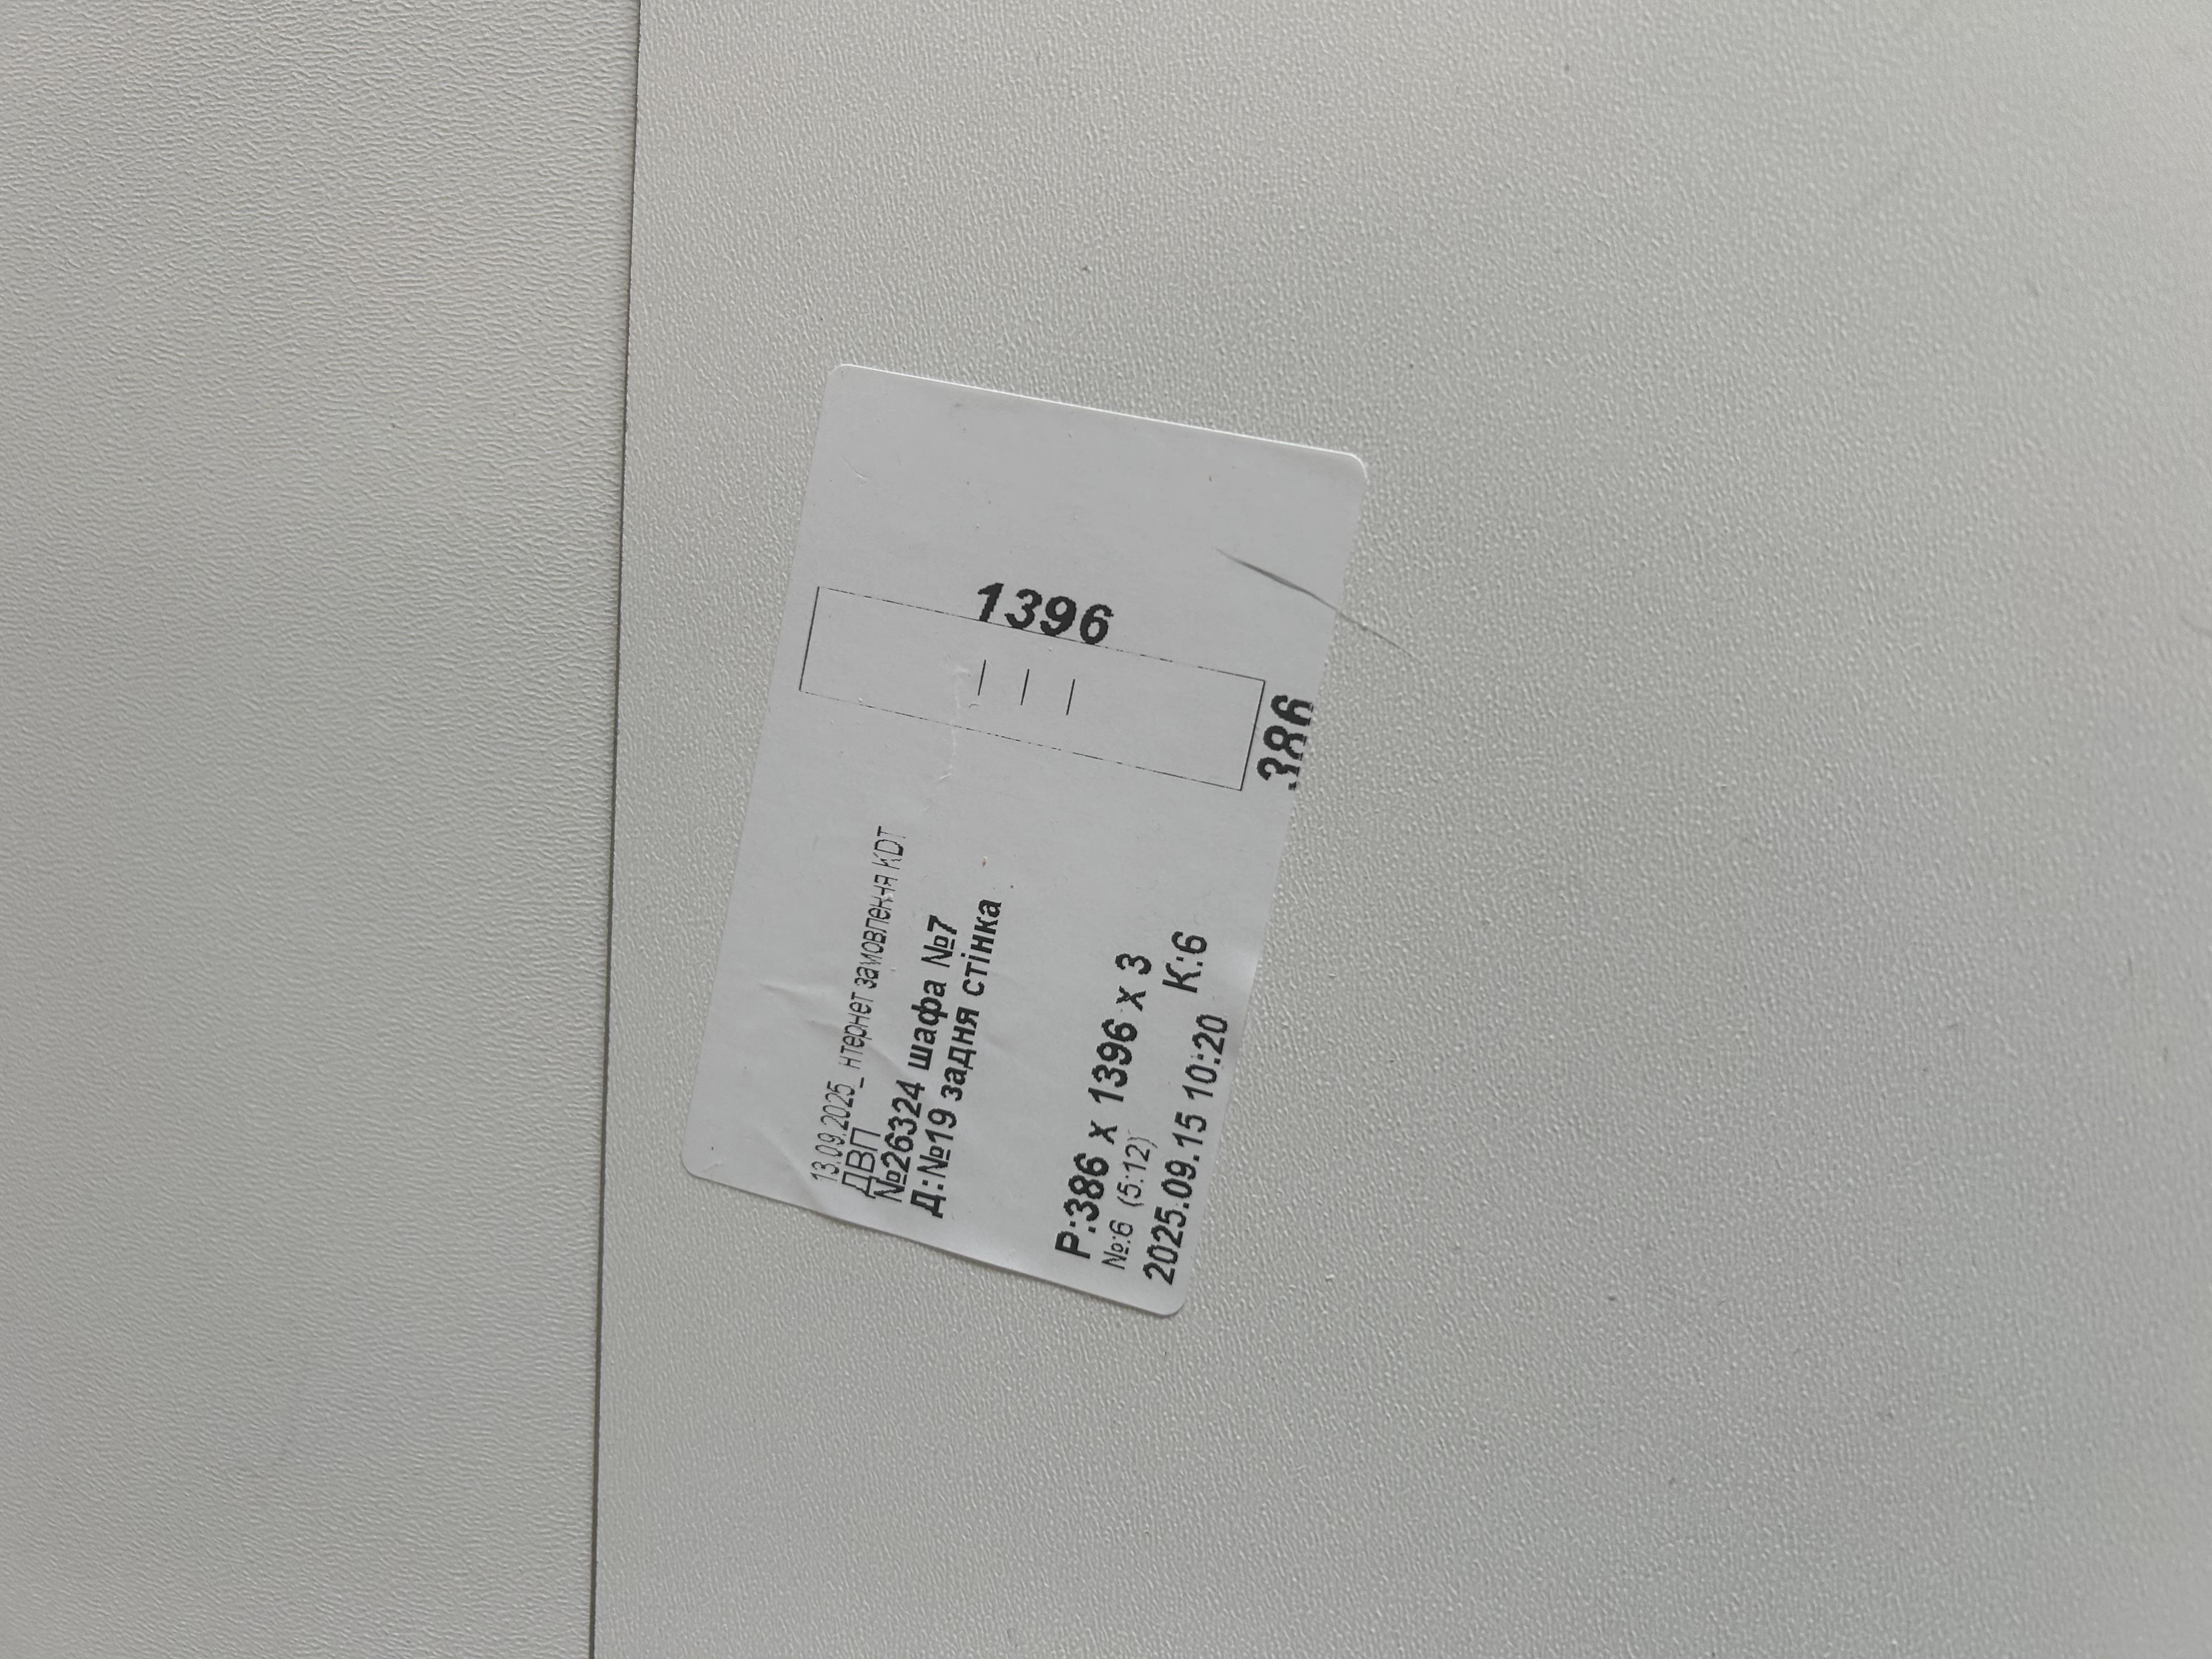 13.09.2025_нтернет замовлення KDT
ДВП
№26324 шафа №7
Д:№19 задня стінка
Р:386 x 1396 x 3
№:6 (5:12)
2025.09.15 10:20 К:6
1396
386